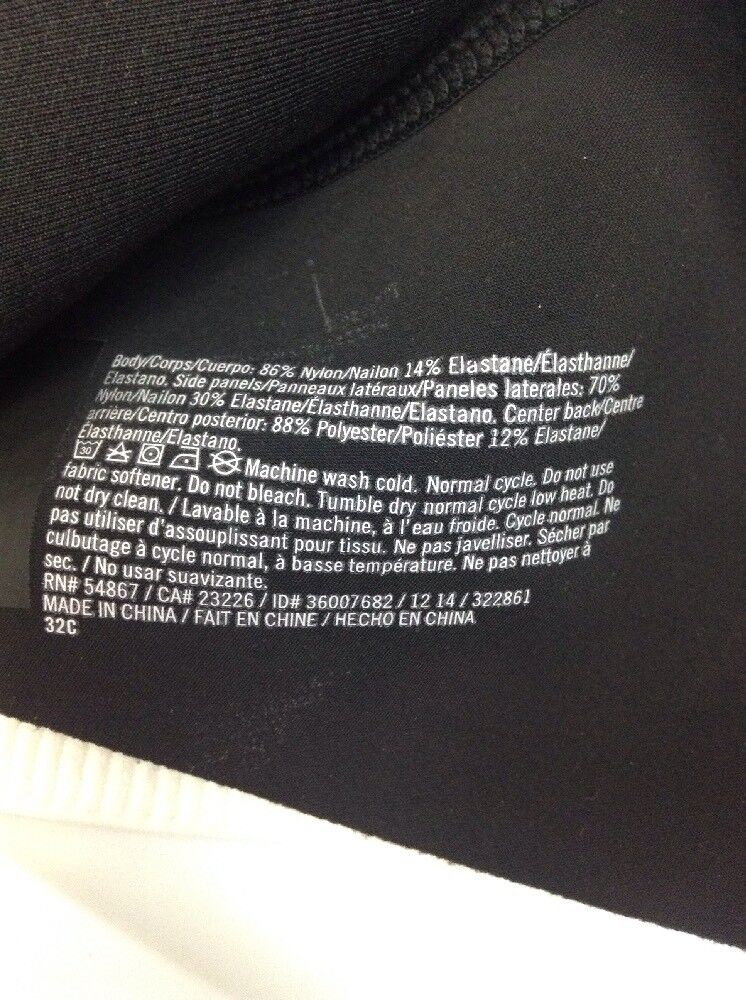 Body/Corps/Cuerpo: 86% Nylon/Nailon 14% Elastane/Élasthanne/
Elastano. Side panels/Panneaux latéraux/Paneles laterales: 70%
Nylon/Nailon 30% Elastane/Élasthanne/Elastano. Center back/Centre
arrière/Centro posterior: 88% Polyester/Poliéster 12% Elastane/
Élasthanne/Elastano.
30 Machine wash cold. Normal cycle. Do not use
fabric softener. Do not bleach. Tumble dry normal cycle low heat. Do
not dry clean. / Lavable à la machine, à l'eau froide. Cycle normal. Ne
pas utiliser d'assouplissant pour tissu. Ne pas javelliser. Sécher par
culbutage à cycle normal, à basse température. Ne pas nettoyer à
sec. / No usar suavizante.
RN# 54867 / CA# 23226 / ID# 36007682 / 12 14 / 322861
MADE IN CHINA / FAIT EN CHINE / HECHO EN CHINA
32C